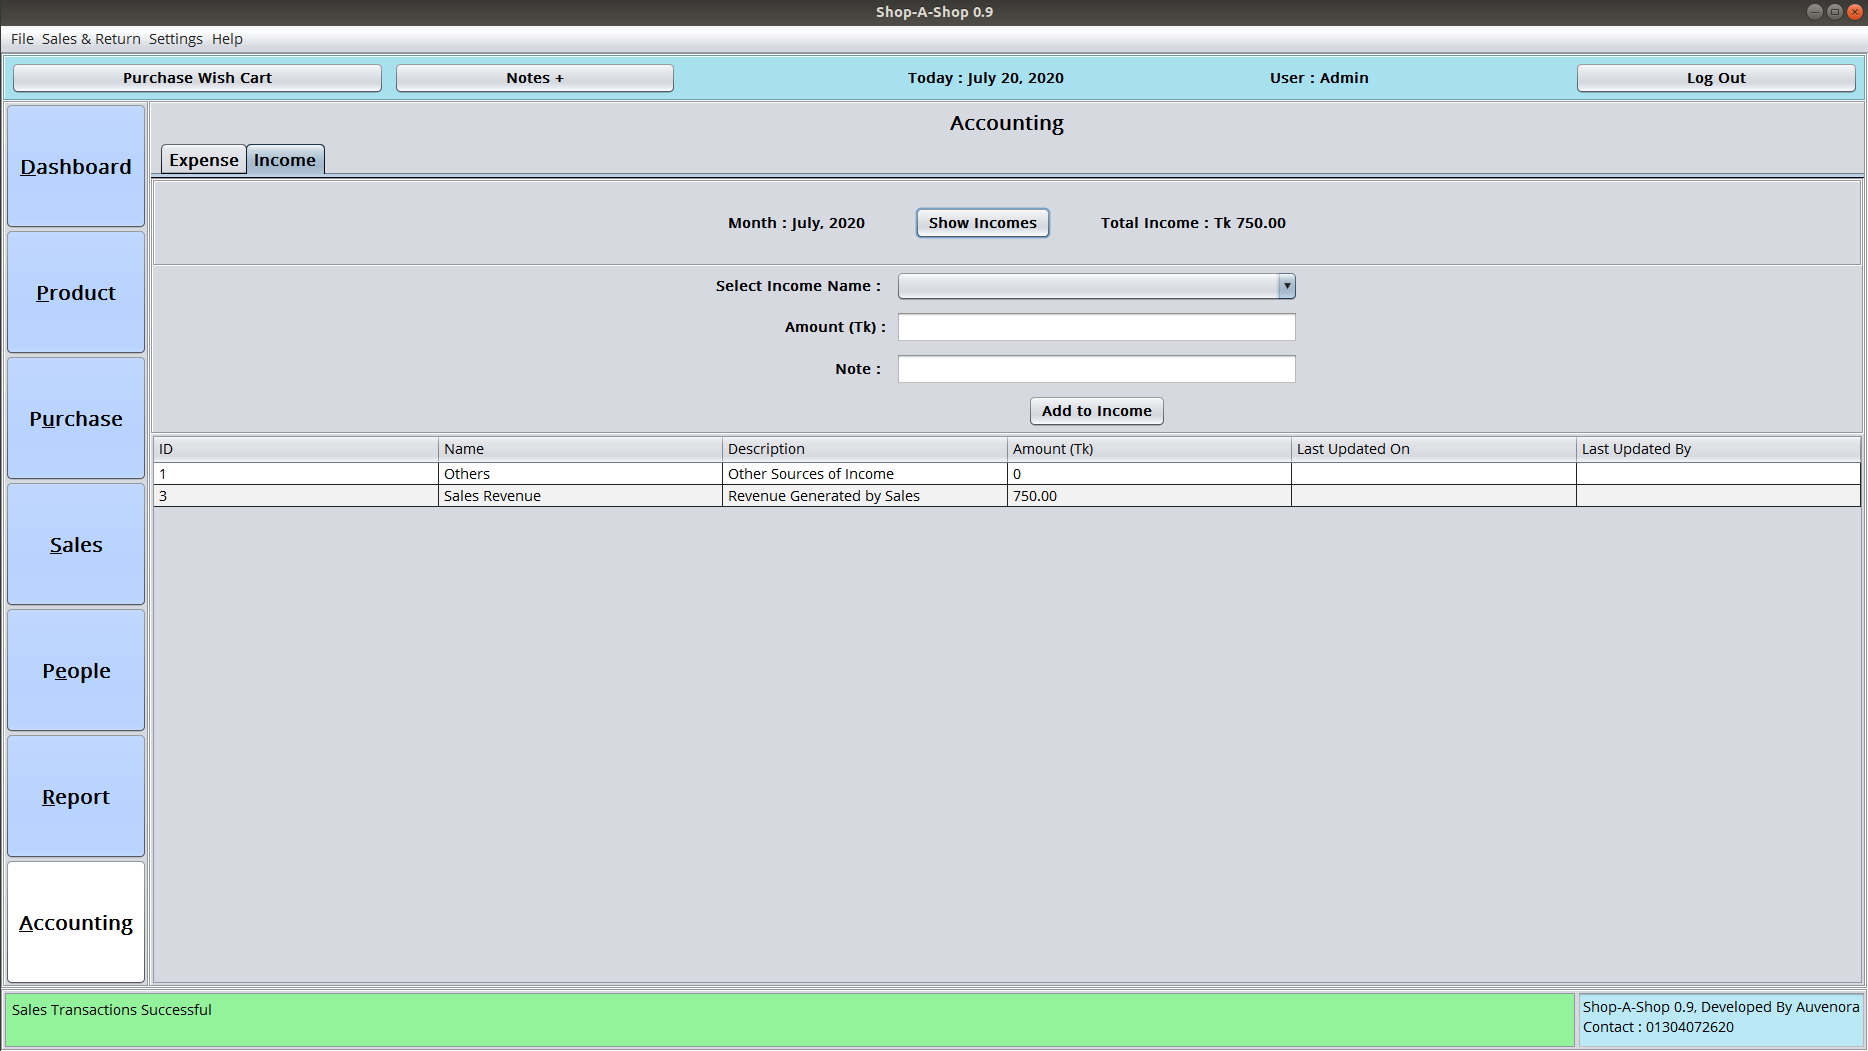 Shop-A-Shop 0.9
File Sales & Return Settings Help
Purchase Wish Cart Notes + Today : July 20, 2020 User : Admin Log Out
Accounting
Expense Income
Month : July, 2020 Show Incomes Total Income : Tk 750.00
Select Income Name :
Amount (Tk) :
Note :
Add to Income
ID Name Description Amount (Tk) Last Updated On Last Updated By
1 Others Other Sources of Income 0
3 Sales Revenue Revenue Generated by Sales 750.00
Dashboard
Product
Purchase
Sales
People
Report
Accounting
Sales Transactions Successful
Shop-A-Shop 0.9, Developed By Auvenora
Contact : 01304072620